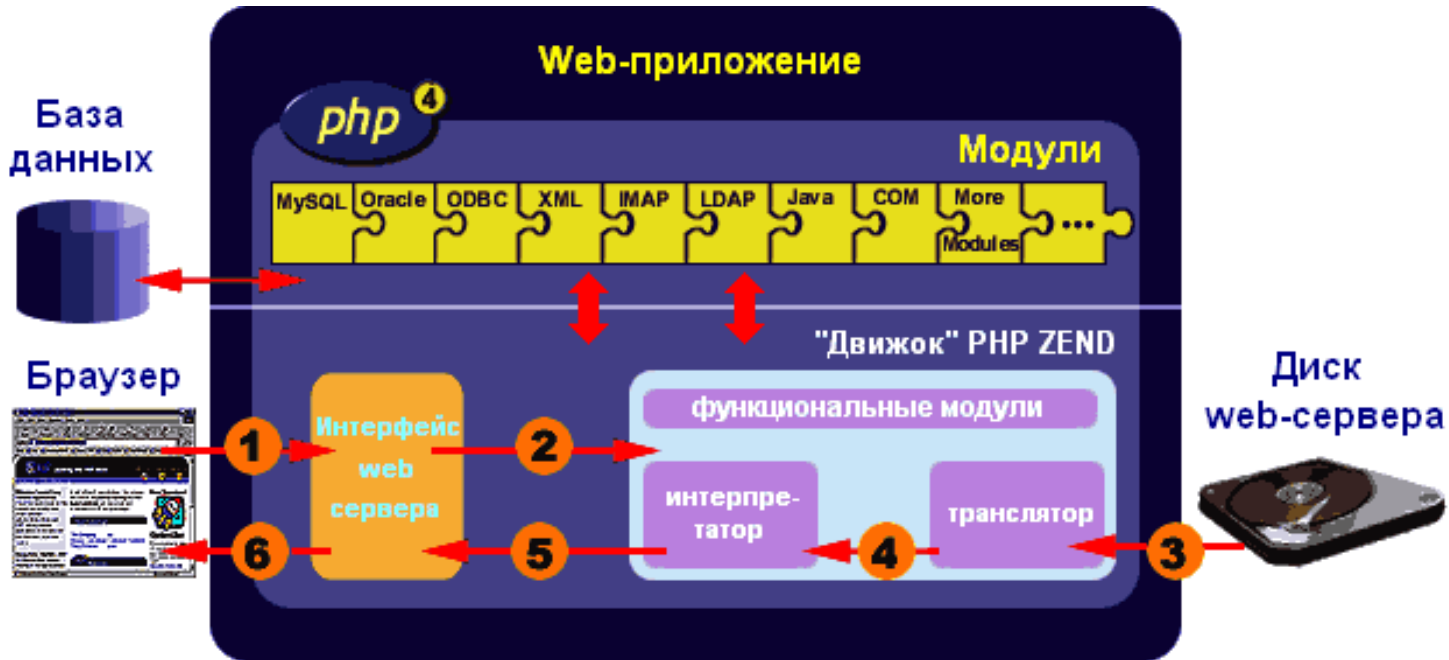 Web-приложение
php 4
База
данных
Модули
MySQL Oracle ODBC XML IMAP LDAP Java COM More
Modules
...
"Движок" PHP ZEND
Браузер
Диск
web-сервера
функциональные модули
1
Интерфейс
web
сервера
2
интерпре-
татор
транслятор
6
5
4
3